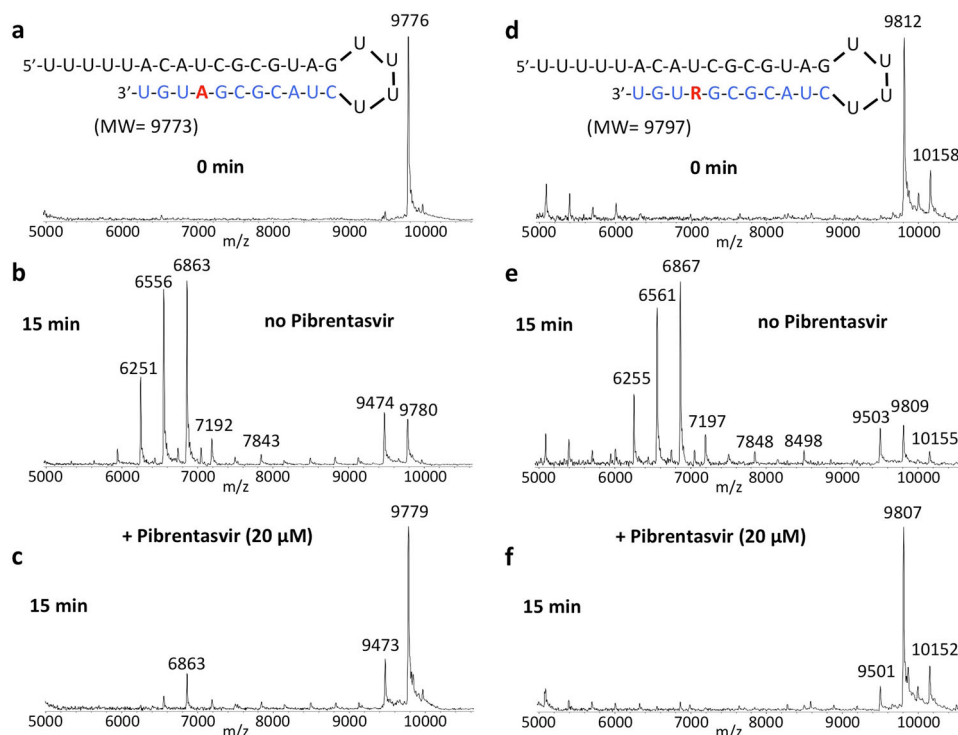 a
9776
5'-U-U-U-U-U-A-C-A-U-C-G-C-G-U-A-G
U
U
U
U
U
3'-U-G-U-A-G-C-G-C-A-U-C
(MW= 9773)
0 min
5000 6000 7000 8000 9000 10000
m/z
d
9812
5'-U-U-U-U-U-A-C-A-U-C-G-C-G-U-A-G
U
U
U
U
U
3'-U-G-U-R-G-C-G-C-A-U-C
(MW= 9797)
0 min
10158
5000 6000 7000 8000 9000 10000
m/z
b
15 min
no Pibrentasvir
6251
6556
6863
7192
7843
9474
9780
5000 6000 7000 8000 9000 10000
m/z
e
15 min
no Pibrentasvir
6255
6561
6867
7197
7848
8498
9503
9809
10155
5000 6000 7000 8000 9000 10000
m/z
+ Pibrentasvir (20 μM)
c
15 min
6863
9473
9779
5000 6000 7000 8000 9000 10000
m/z
+ Pibrentasvir (20 μM)
f
15 min
9501
9807
10152
5000 6000 7000 8000 9000 10000
m/z